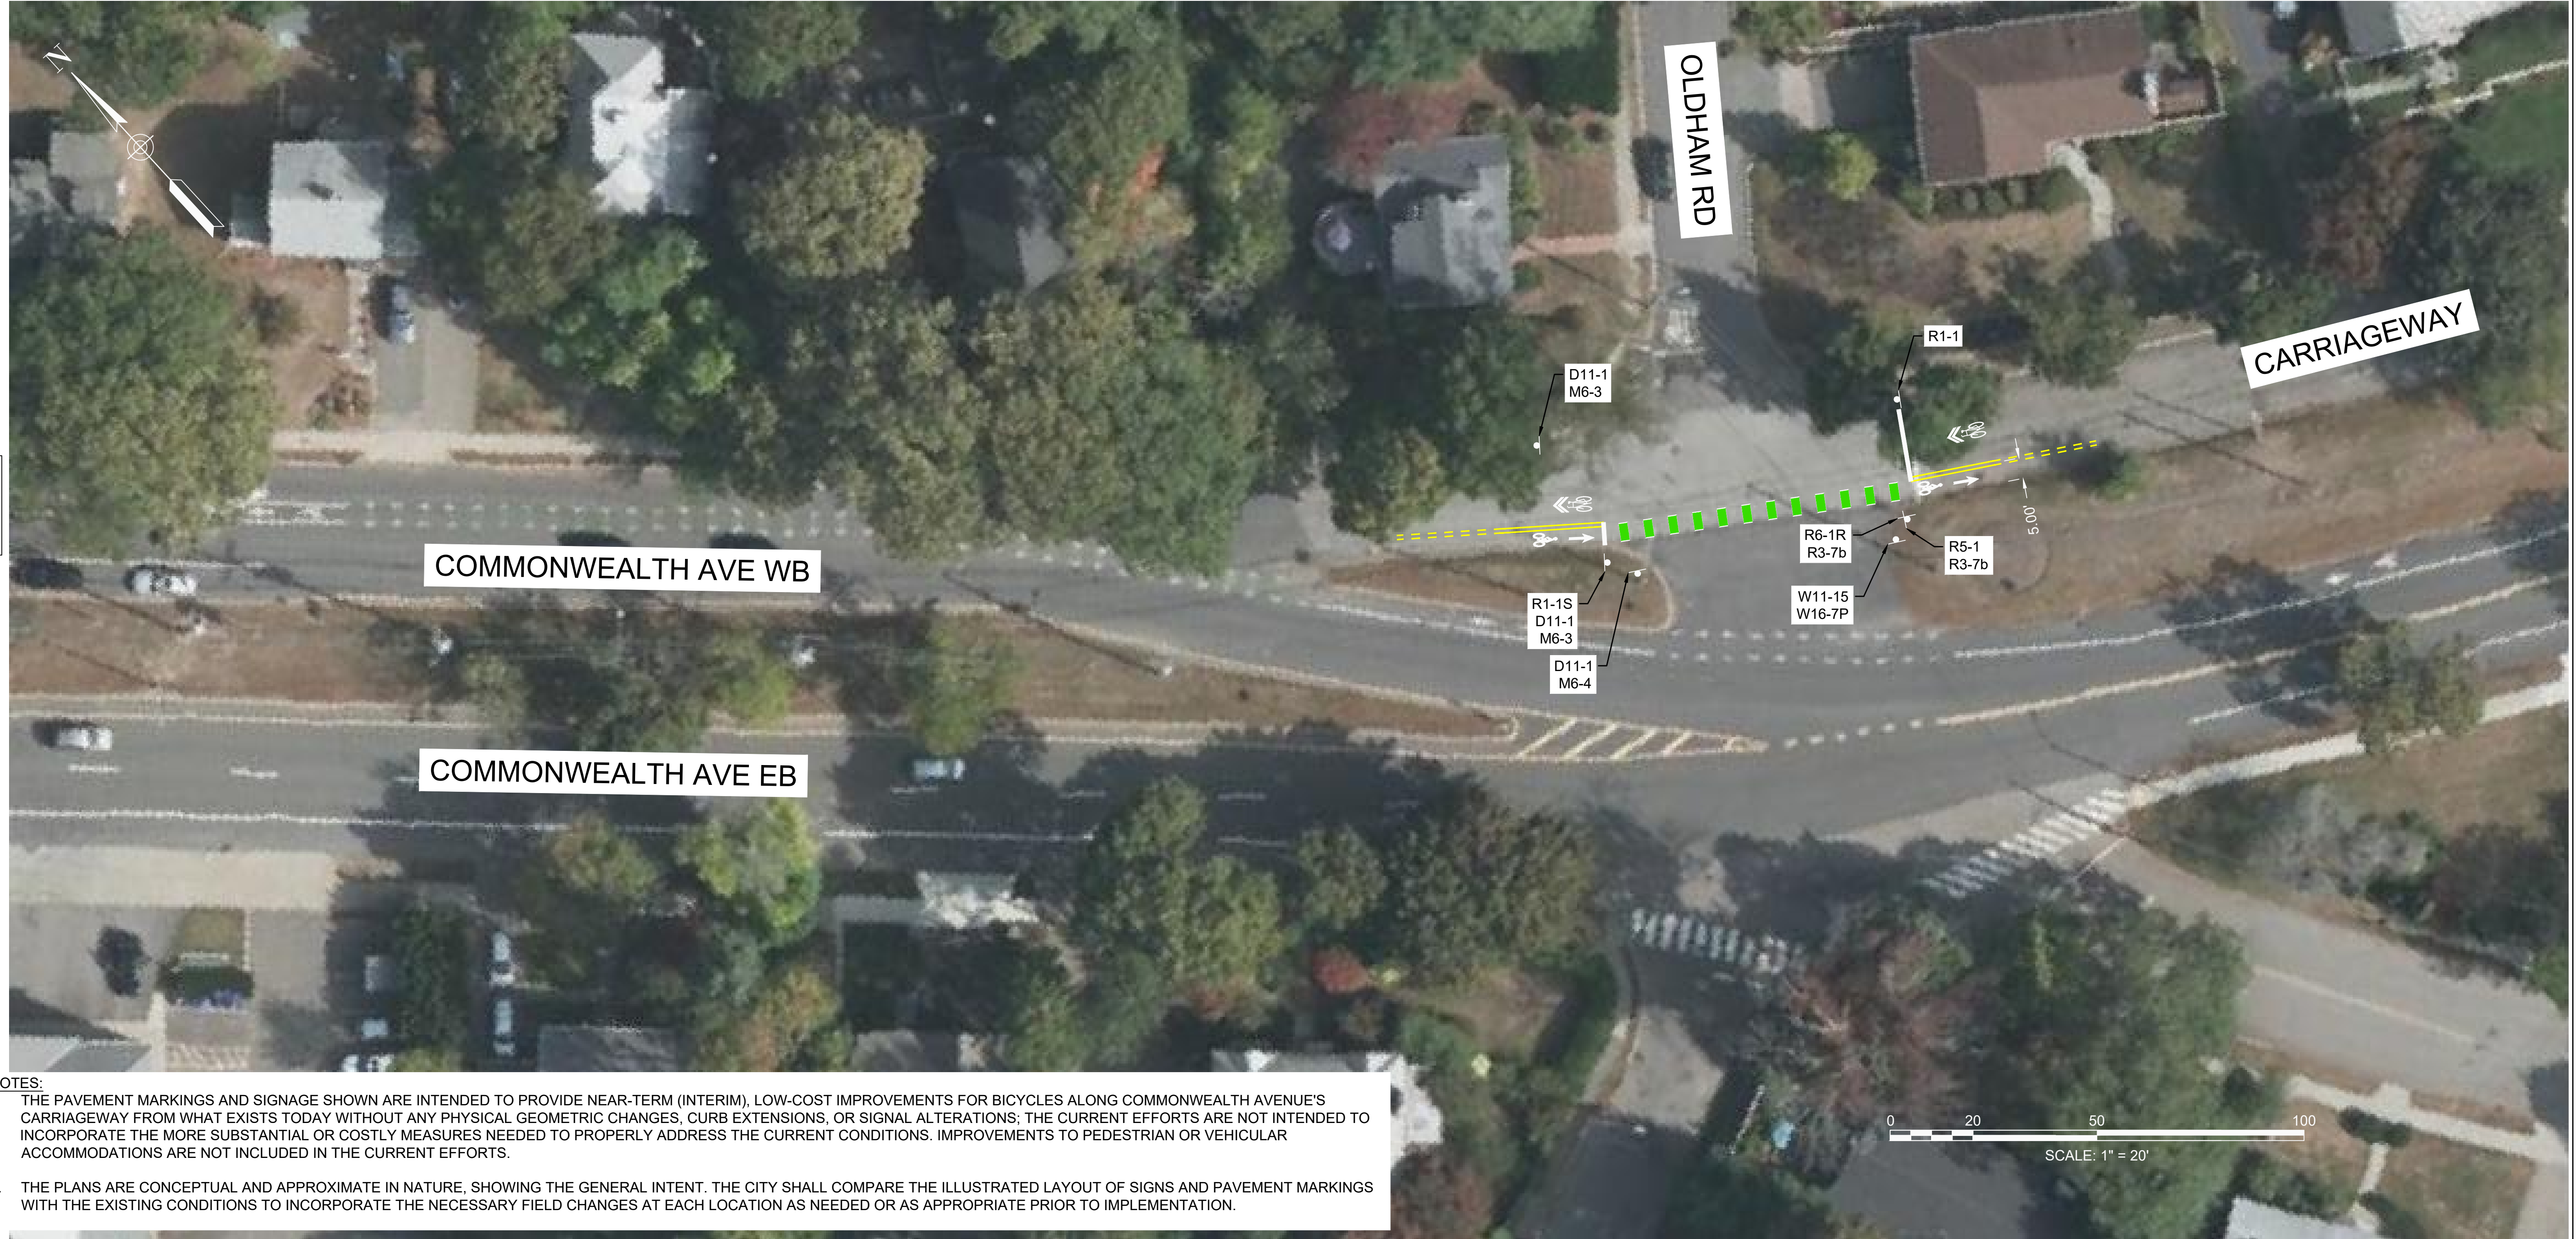 N
OLDHAM RD
CARRIAGEWAY
R1-1
D11-1
M6-3
5.00'
R6-1R
R3-7b
R5-1
R3-7b
W11-15
W16-7P
R1-1S
D11-1
M6-3
D11-1
M6-4
COMMONWEALTH AVE WB
COMMONWEALTH AVE EB
OTES:
THE PAVEMENT MARKINGS AND SIGNAGE SHOWN ARE INTENDED TO PROVIDE NEAR-TERM (INTERIM), LOW-COST IMPROVEMENTS FOR BICYCLES ALONG COMMONWEALTH AVENUE'S
CARRIAGEWAY FROM WHAT EXISTS TODAY WITHOUT ANY PHYSICAL GEOMETRIC CHANGES, CURB EXTENSIONS, OR SIGNAL ALTERATIONS; THE CURRENT EFFORTS ARE NOT INTENDED TO
INCORPORATE THE MORE SUBSTANTIAL OR COSTLY MEASURES NEEDED TO PROPERLY ADDRESS THE CURRENT CONDITIONS. IMPROVEMENTS TO PEDESTRIAN OR VEHICULAR
ACCOMMODATIONS ARE NOT INCLUDED IN THE CURRENT EFFORTS.
THE PLANS ARE CONCEPTUAL AND APPROXIMATE IN NATURE, SHOWING THE GENERAL INTENT. THE CITY SHALL COMPARE THE ILLUSTRATED LAYOUT OF SIGNS AND PAVEMENT MARKINGS
WITH THE EXISTING CONDITIONS TO INCORPORATE THE NECESSARY FIELD CHANGES AT EACH LOCATION AS NEEDED OR AS APPROPRIATE PRIOR TO IMPLEMENTATION.
0 20 50 100
SCALE: 1" = 20'